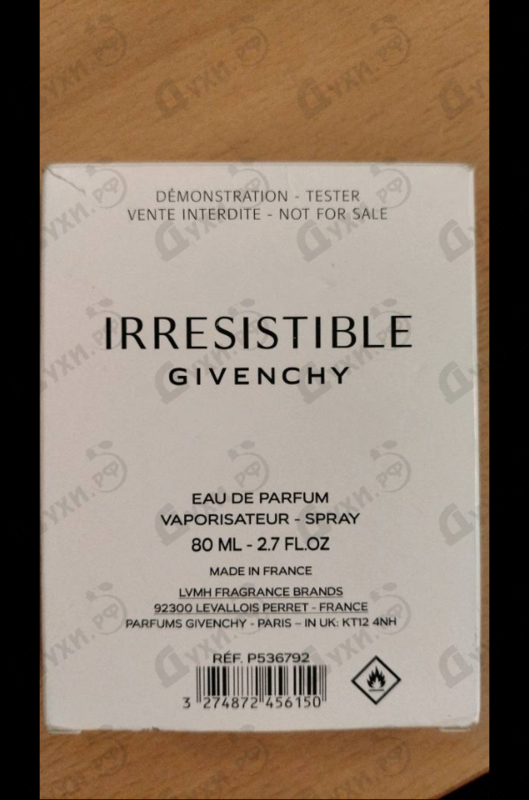 DÉMONSTRATION - TESTER
VENTE INTERDITE - NOT FOR SALE
IRRESISTIBLE
GIVENCHY
EAU DE PARFUM
VAPORISATEUR - SPRAY
80 ML - 2.7 FL.OZ
MADE IN FRANCE
LVMH FRAGRANCE BRANDS
92300 LEVALLOIS PERRET - FRANCE
PARFUMS GIVENCHY - PARIS – IN UK: KT12 4NH
RÉF. P536792
3 274872 456150
Духи.рф